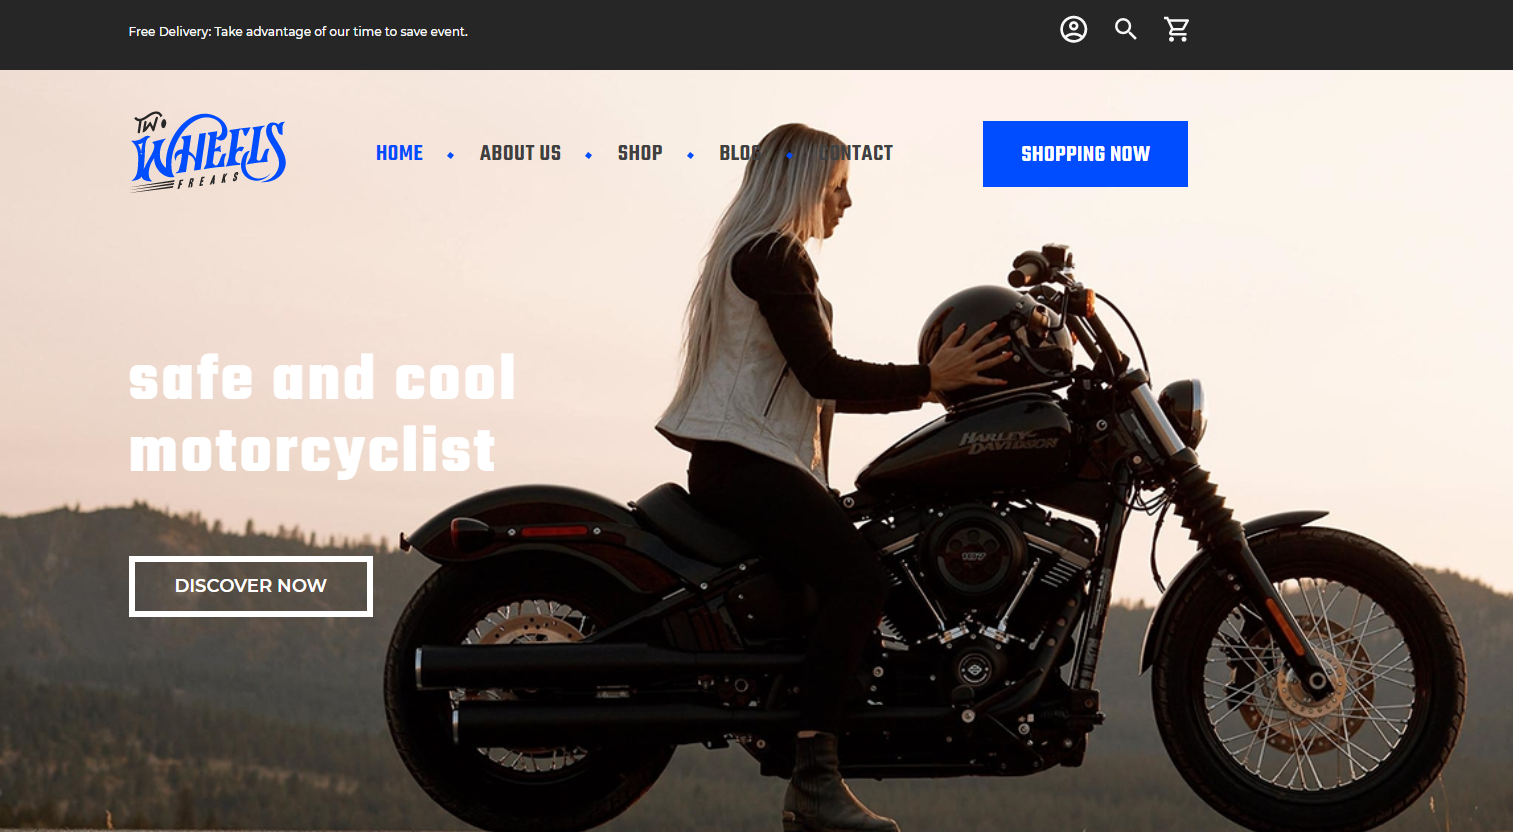 Free Delivery: Take advantage of our time to save event.
TWO
WHEELS
FREAKS
HOME
ABOUT US
SHOP
BLOG
CONTACT
SHOPPING NOW
safe and cool
motorcyclist
DISCOVER NOW
HARLEY-
DAVIDSON
107